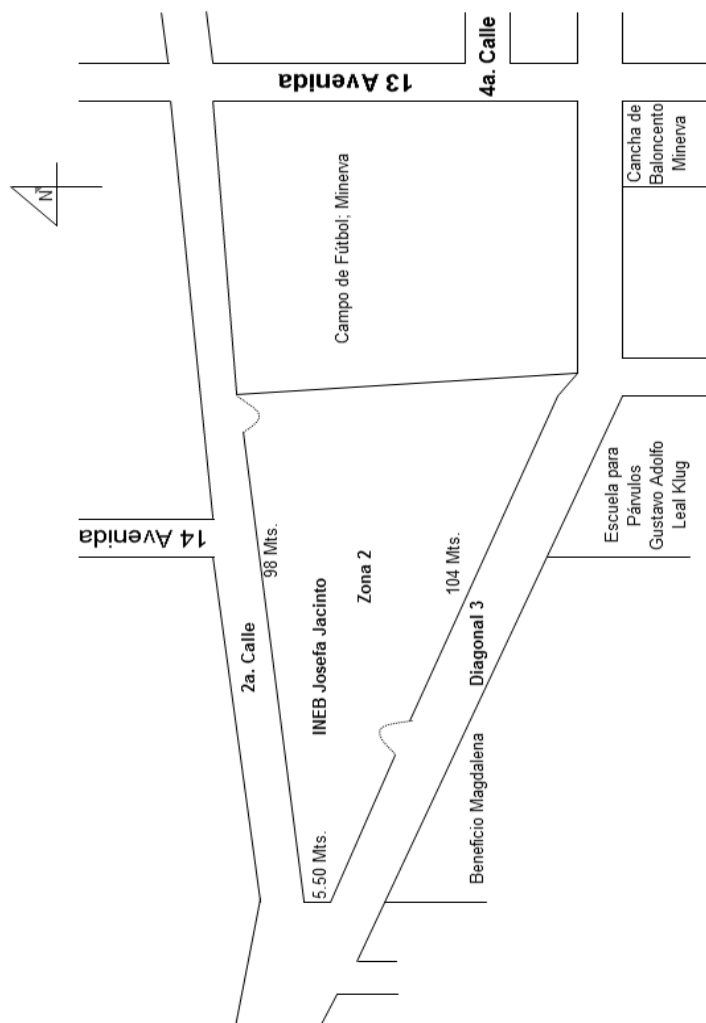 N
13 Avenida
4a. Calle
Campo de Fútbol; Minerva
Cancha de
Baloncento
Minerva
14 Avenida
2a. Calle
98 Mts.
INEB Josefa Jacinto
Zona 2
104 Mts.
Diagonal 3
5.50 Mts.
Beneficio Magdalena
Escuela para
Párvulos
Gustavo Adolfo
Leal Klug